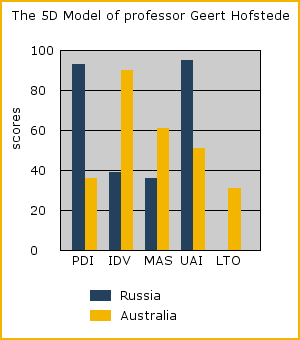 The 5D Model of professor Geert Hofstede
100
80
60
40
20
0
scores
PDI IDV MAS UAI LTO
Russia
Australia